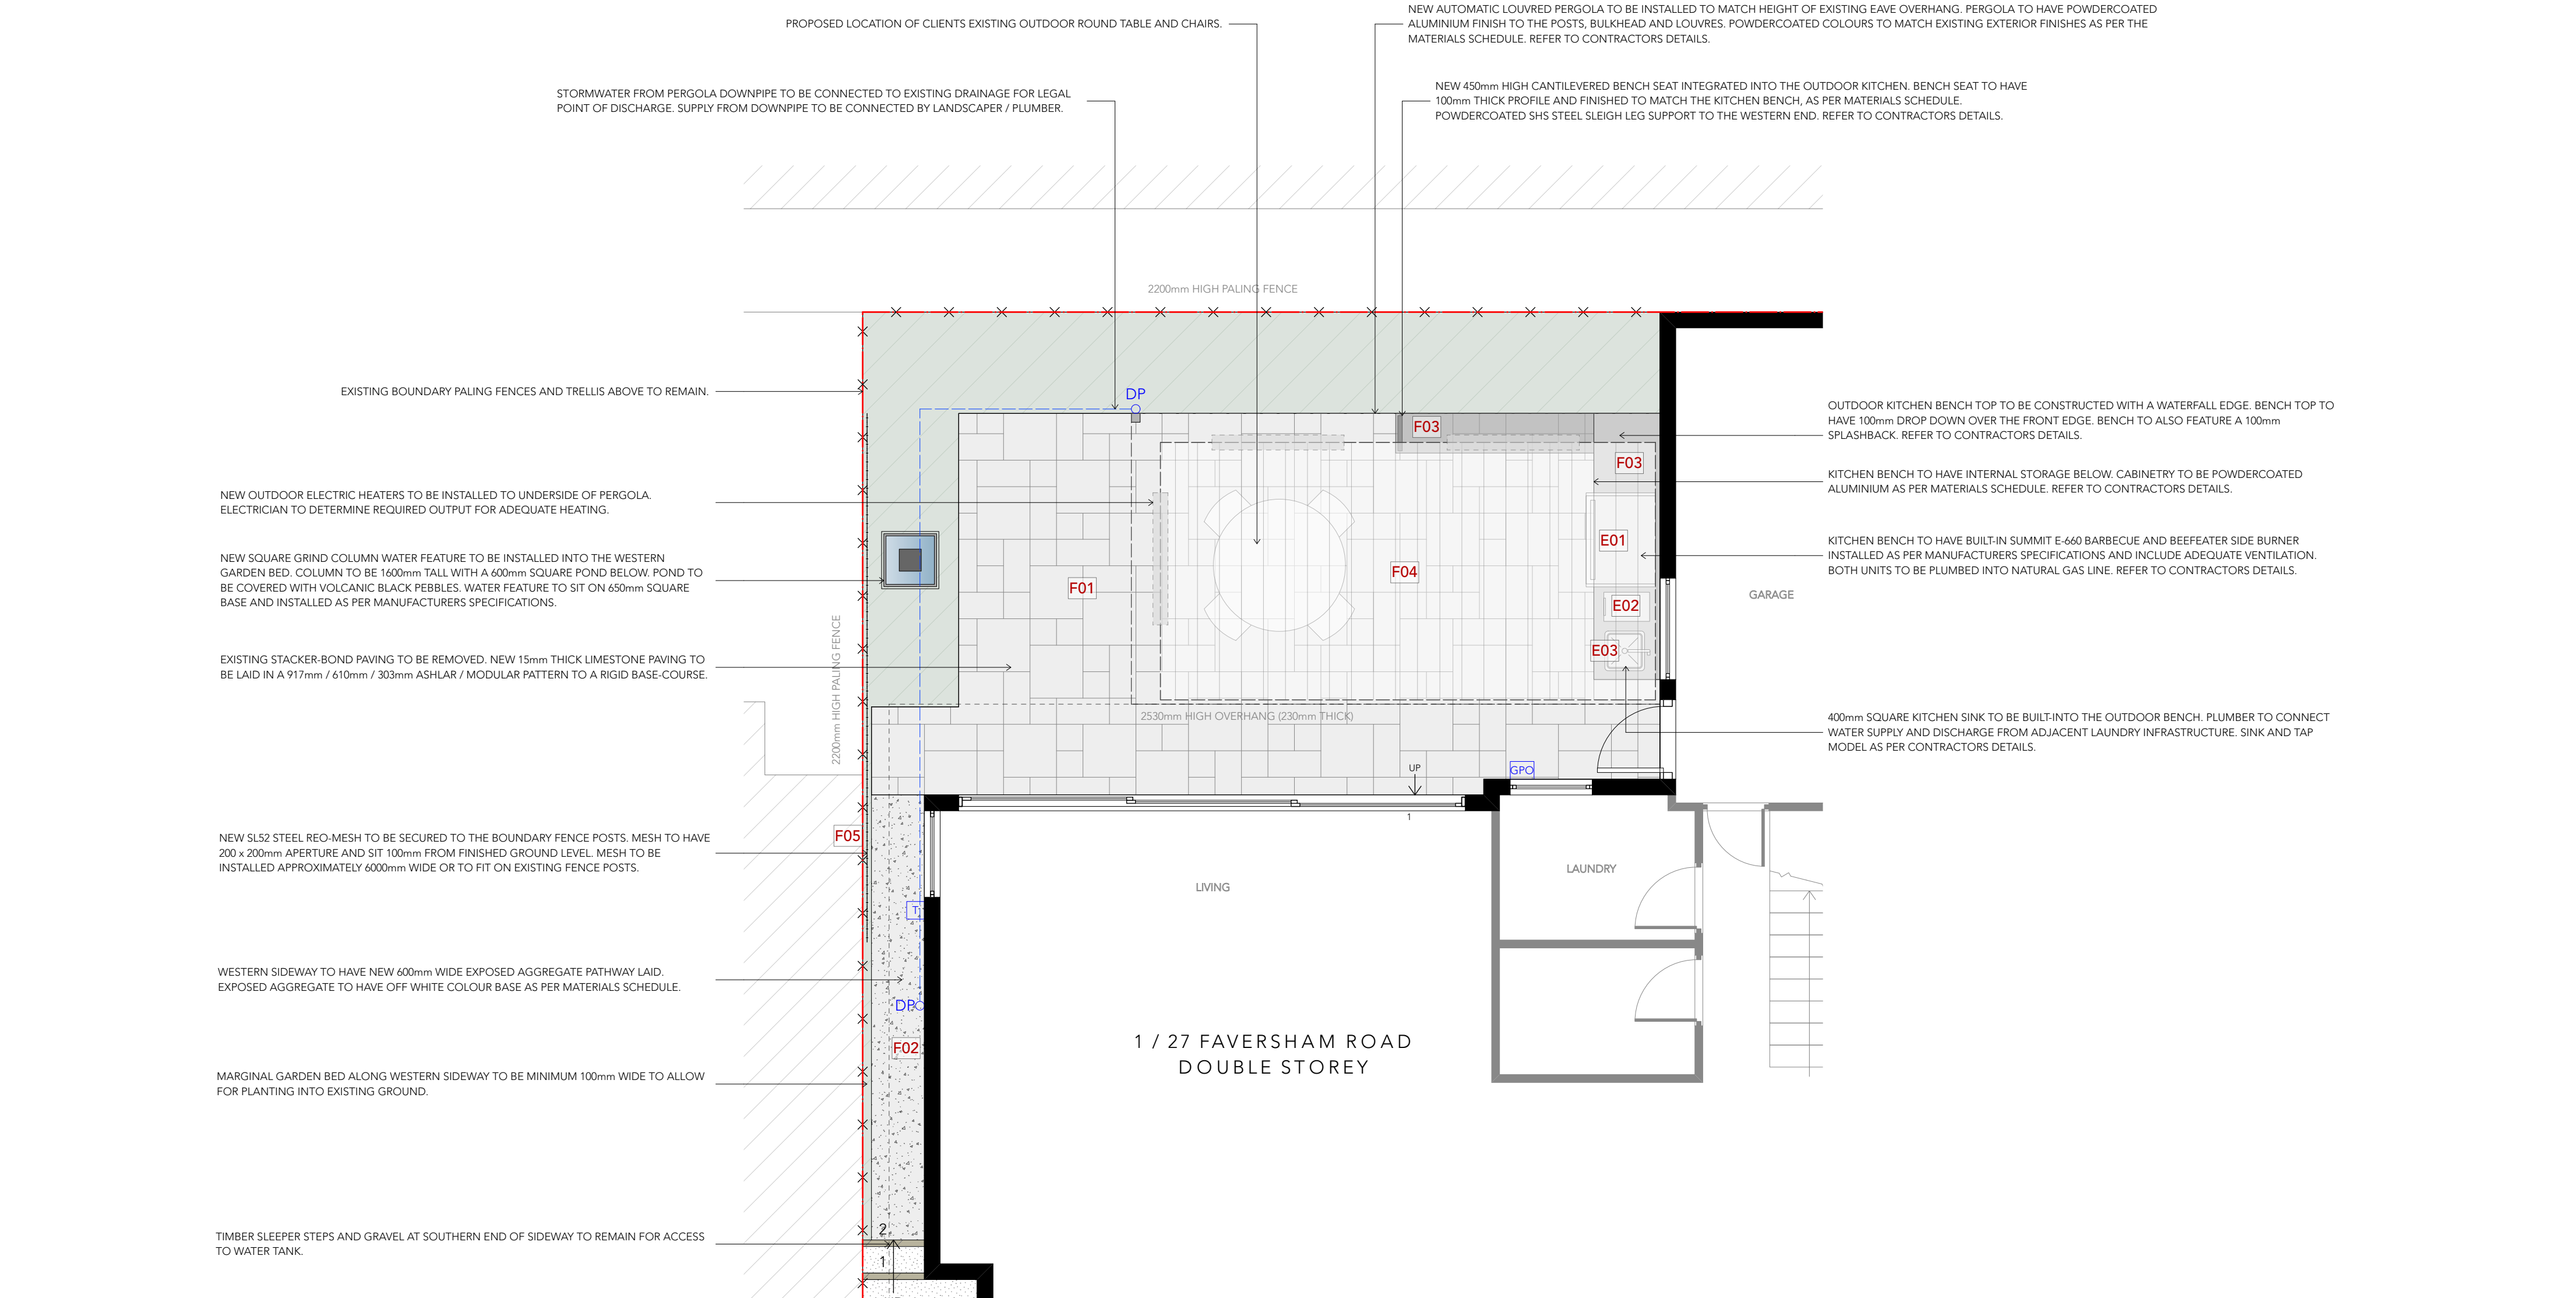 PROPOSED LOCATION OF CLIENTS EXISTING OUTDOOR ROUND TABLE AND CHAIRS.
NEW AUTOMATIC LOUVRED PERGOLA TO BE INSTALLED TO MATCH HEIGHT OF EXISTING EAVE OVERHANG. PERGOLA TO HAVE POWDERCOATED
ALUMINIUM FINISH TO THE POSTS, BULKHEAD AND LOUVRES. POWDERCOATED COLOURS TO MATCH EXISTING EXTERIOR FINISHES AS PER THE
MATERIALS SCHEDULE. REFER TO CONTRACTORS DETAILS.
STORMWATER FROM PERGOLA DOWNPIPE TO BE CONNECTED TO EXISTING DRAINAGE FOR LEGAL
POINT OF DISCHARGE. SUPPLY FROM DOWNPIPE TO BE CONNECTED BY LANDSCAPER / PLUMBER.
NEW 450mm HIGH CANTILEVERED BENCH SEAT INTEGRATED INTO THE OUTDOOR KITCHEN. BENCH SEAT TO HAVE
100mm THICK PROFILE AND FINISHED TO MATCH THE KITCHEN BENCH, AS PER MATERIALS SCHEDULE.
POWDERCOATED SHS STEEL SLEIGH LEG SUPPORT TO THE WESTERN END. REFER TO CONTRACTORS DETAILS.
2200mm HIGH PALING FENCE
EXISTING BOUNDARY PALING FENCES AND TRELLIS ABOVE TO REMAIN.
NEW OUTDOOR ELECTRIC HEATERS TO BE INSTALLED TO UNDERSIDE OF PERGOLA.
ELECTRICIAN TO DETERMINE REQUIRED OUTPUT FOR ADEQUATE HEATING.
NEW SQUARE GRIND COLUMN WATER FEATURE TO BE INSTALLED INTO THE WESTERN
GARDEN BED. COLUMN TO BE 1600mm TALL WITH A 600mm SQUARE POND BELOW. POND TO
BE COVERED WITH VOLCANIC BLACK PEBBLES. WATER FEATURE TO SIT ON 650mm SQUARE
BASE AND INSTALLED AS PER MANUFACTURERS SPECIFICATIONS.
EXISTING STACKER-BOND PAVING TO BE REMOVED. NEW 15mm THICK LIMESTONE PAVING TO
BE LAID IN A 917mm / 610mm / 303mm ASHLAR / MODULAR PATTERN TO A RIGID BASE-COURSE.
NEW SL52 STEEL REO-MESH TO BE SECURED TO THE BOUNDARY FENCE POSTS. MESH TO HAVE
200 x 200mm APERTURE AND SIT 100mm FROM FINISHED GROUND LEVEL. MESH TO BE
INSTALLED APPROXIMATELY 6000mm WIDE OR TO FIT ON EXISTING FENCE POSTS.
WESTERN SIDEWAY TO HAVE NEW 600mm WIDE EXPOSED AGGREGATE PATHWAY LAID.
EXPOSED AGGREGATE TO HAVE OFF WHITE COLOUR BASE AS PER MATERIALS SCHEDULE.
MARGINAL GARDEN BED ALONG WESTERN SIDEWAY TO BE MINIMUM 100mm WIDE TO ALLOW
FOR PLANTING INTO EXISTING GROUND.
TIMBER SLEEPER STEPS AND GRAVEL AT SOUTHERN END OF SIDEWAY TO REMAIN FOR ACCESS
TO WATER TANK.
2200mm HIGH PALING FENCE
DP
F03
F03
E01
F04
F01
E02
E03
2530mm HIGH OVERHANG (230mm THICK)
UP
GPO
1
F05
T
DP
F02
2
1
LIVING
LAUNDRY
GARAGE
1 / 27 FAVERSHAM ROAD
DOUBLE STOREY
OUTDOOR KITCHEN BENCH TOP TO BE CONSTRUCTED WITH A WATERFALL EDGE. BENCH TOP TO
HAVE 100mm DROP DOWN OVER THE FRONT EDGE. BENCH TO ALSO FEATURE A 100mm
SPLASHBACK. REFER TO CONTRACTORS DETAILS.
KITCHEN BENCH TO HAVE INTERNAL STORAGE BELOW. CABINETRY TO BE POWDERCOATED
ALUMINIUM AS PER MATERIALS SCHEDULE. REFER TO CONTRACTORS DETAILS.
KITCHEN BENCH TO HAVE BUILT-IN SUMMIT E-660 BARBECUE AND BEEFEATER SIDE BURNER
INSTALLED AS PER MANUFACTURERS SPECIFICATIONS AND INCLUDE ADEQUATE VENTILATION.
BOTH UNITS TO BE PLUMBED INTO NATURAL GAS LINE. REFER TO CONTRACTORS DETAILS.
400mm SQUARE KITCHEN SINK TO BE BUILT-INTO THE OUTDOOR BENCH. PLUMBER TO CONNECT
WATER SUPPLY AND DISCHARGE FROM ADJACENT LAUNDRY INFRASTRUCTURE. SINK AND TAP
MODEL AS PER CONTRACTORS DETAILS.